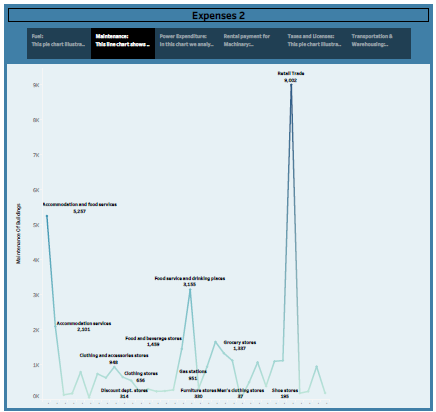 Expenses 2
Fuel:
This pie chart illustra...
Maintenance:
This line chart shows ...
Power Expenditure:
In this chart we analy...
Rental payment for
Machinery:...
Taxes and Licenses:
This pie chart illustra...
Transportation &
Warehousing:...
Retail Trade
9,002
9K
8K
7K
6K
Accommodation and food services
5,257
5K
Maintenance Of Buildings
4K
Food service and drinking places
3,155
3K
Accommodation services
2,101
2K
Food and beverage stores
1,459
Grocery stores
1,337
Clothing and accessories stores
943
1K
Clothing stores
656
Gas stations
951
Discount dept. stores
314
Furniture stores
330
Men's clothing stores
37
Shoe stores
195
0K